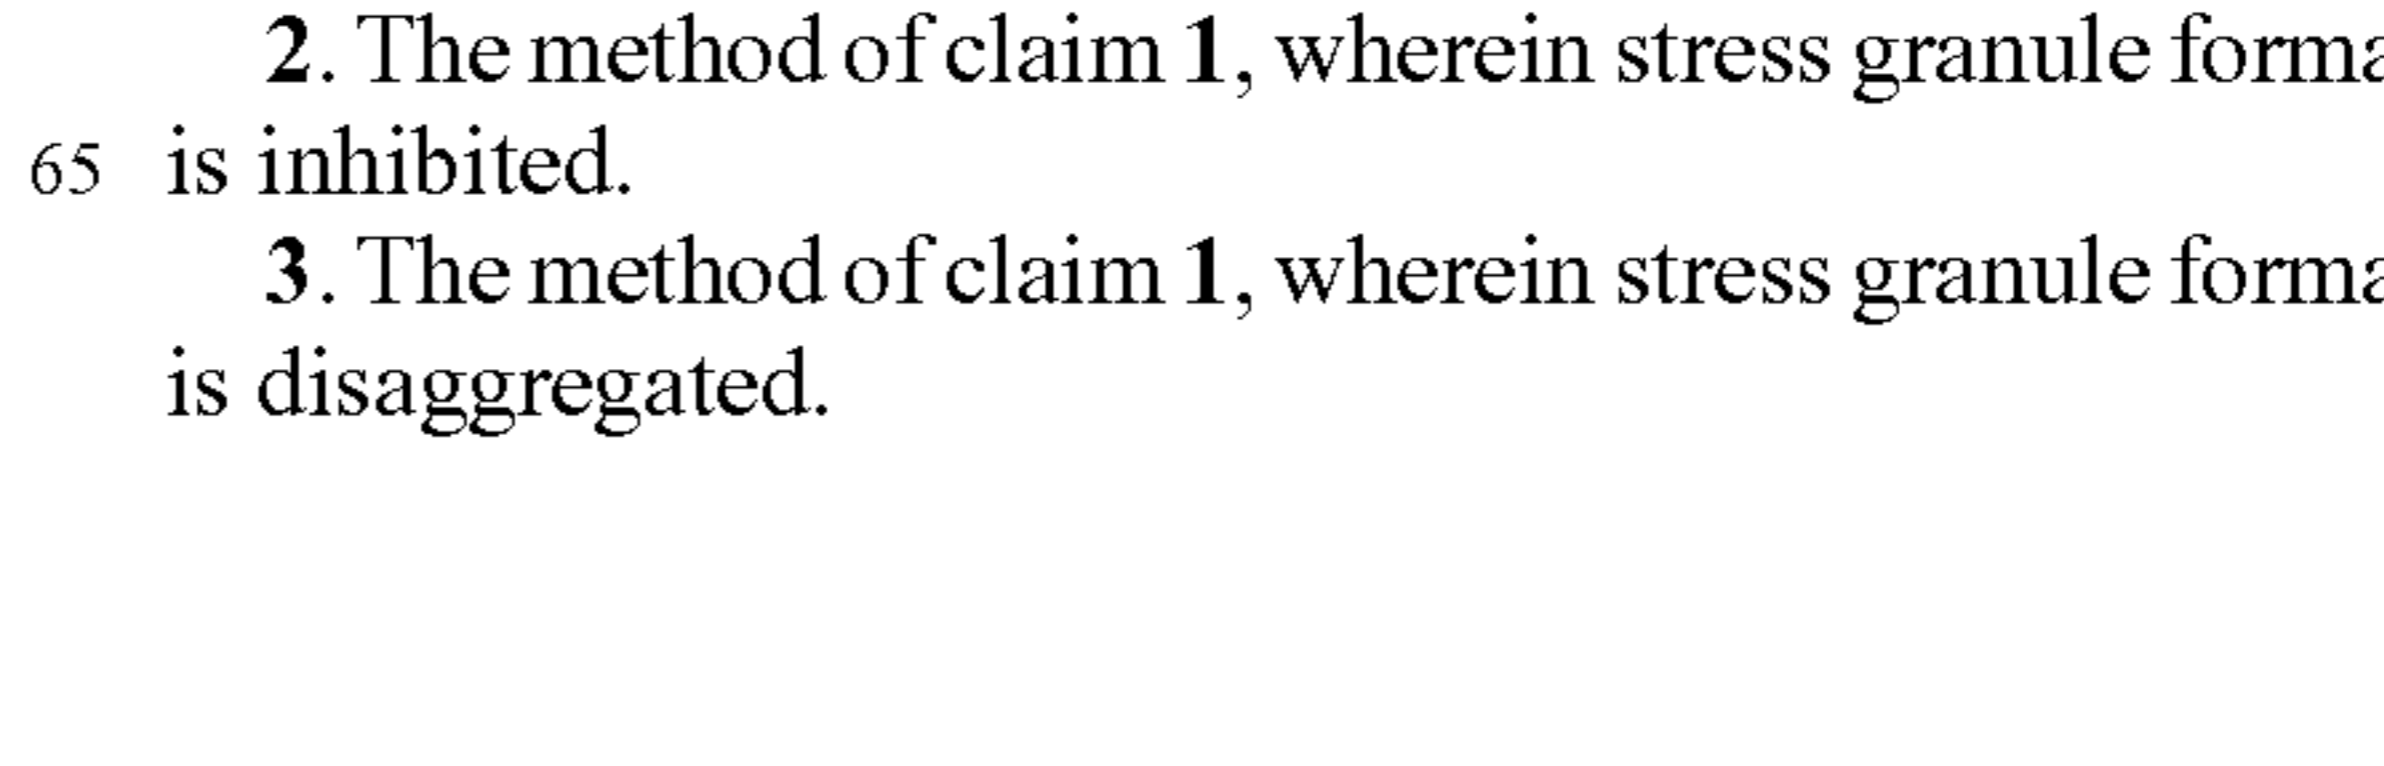 2. The method of claim 1, wherein stress granule forma
65 is inhibited.
3. The method of claim 1, wherein stress granule forma
is disaggregated.